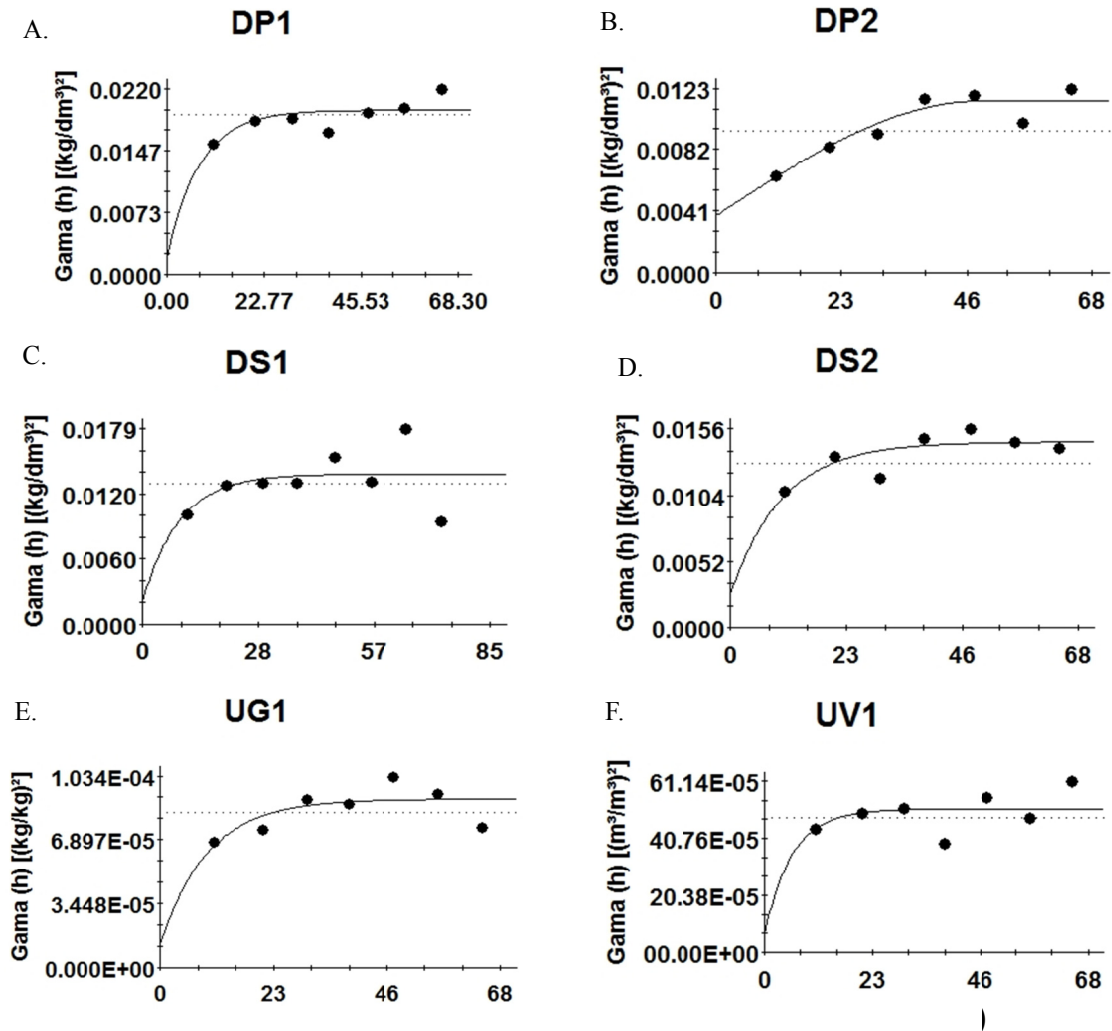 A.
DP1
Gama (h) [(kg/dm³)²]
0.0220
0.0147
0.0073
0.0000
0.00 22.77 45.53 68.30
B.
DP2
Gama (h) [(kg/dm³)²]
0.0123
0.0082
0.0041
0.0000
0 23 46 68
C.
DS1
Gama (h) [(kg/dm³)²]
0.0179
0.0120
0.0060
0.0000
0 28 57 85
D.
DS2
Gama (h) [(kg/dm³)²]
0.0156
0.0104
0.0052
0.0000
0 23 46 68
E.
UG1
Gama (h) [(kg/kg)²]
1.034E-04
6.897E-05
3.448E-05
0.000E+00
0 23 46 68
F.
UV1
Gama (h) [(m³/m³)²]
61.14E-05
40.76E-05
20.38E-05
00.00E+00
0 23 46 68
)